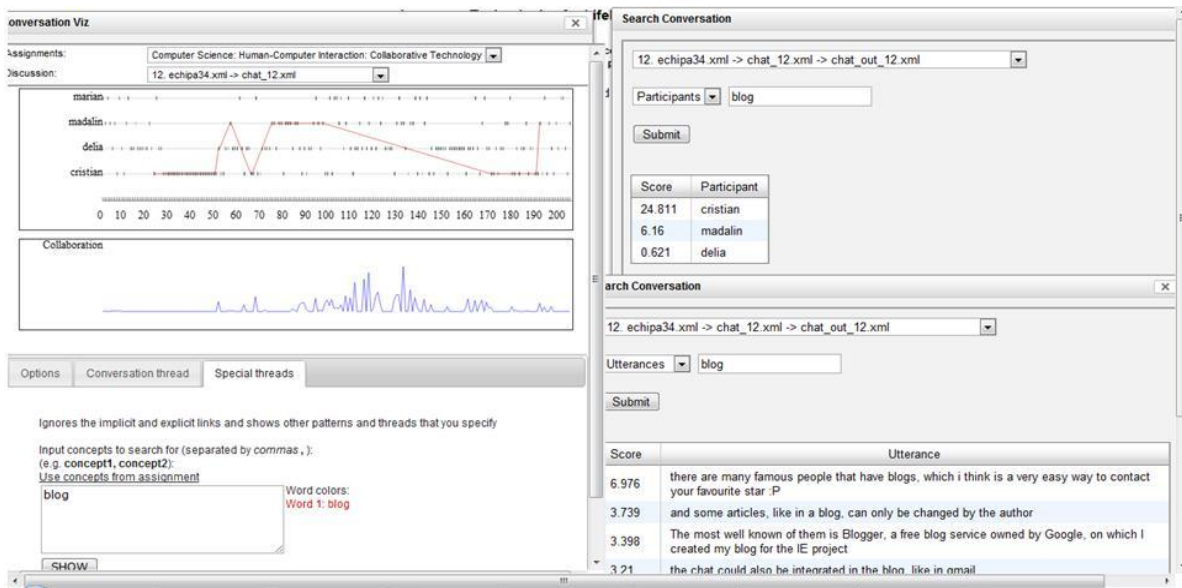 onversation Viz
Assignments:
Computer Science: Human-Computer Interaction: Collaborative Technology
Discussion:
12. echipa34.xml -> chat_12.xml
marian
madalin
delia
cristian
0 10 20 30 40 50 60 70 80 90 100 110 120 130 140 150 160 170 180 190 200
Collaboration
Options
Conversation thread
Special threads
Ignores the implicit and explicit links and shows other patterns and threads that you specify
Input concepts to search for (separated by commas , ):
(e.g. concept1, concept2):
Use concepts from assignment
blog
Word colors:
Word 1: blog
SHOW
Search Conversation
12. echipa34.xml -> chat_12.xml -> chat_out_12.xml
Participants
blog
Submit
Score Participant
24.811 cristian
6.16 madalin
0.621 delia
arch Conversation
12. echipa34.xml -> chat_12.xml -> chat_out_12.xml
Utterances
blog
Submit
Score Utterance
6.976 there are many famous people that have blogs, which i think is a very easy way to contact
your favourite star :P
3.739 and some articles, like in a blog, can only be changed by the author
3.398 The most well known of them is Blogger, a free blog service owned by Google, on which I
created my blog for the IE project
3.21 the chat could also be integrated in the blog, like in gmail